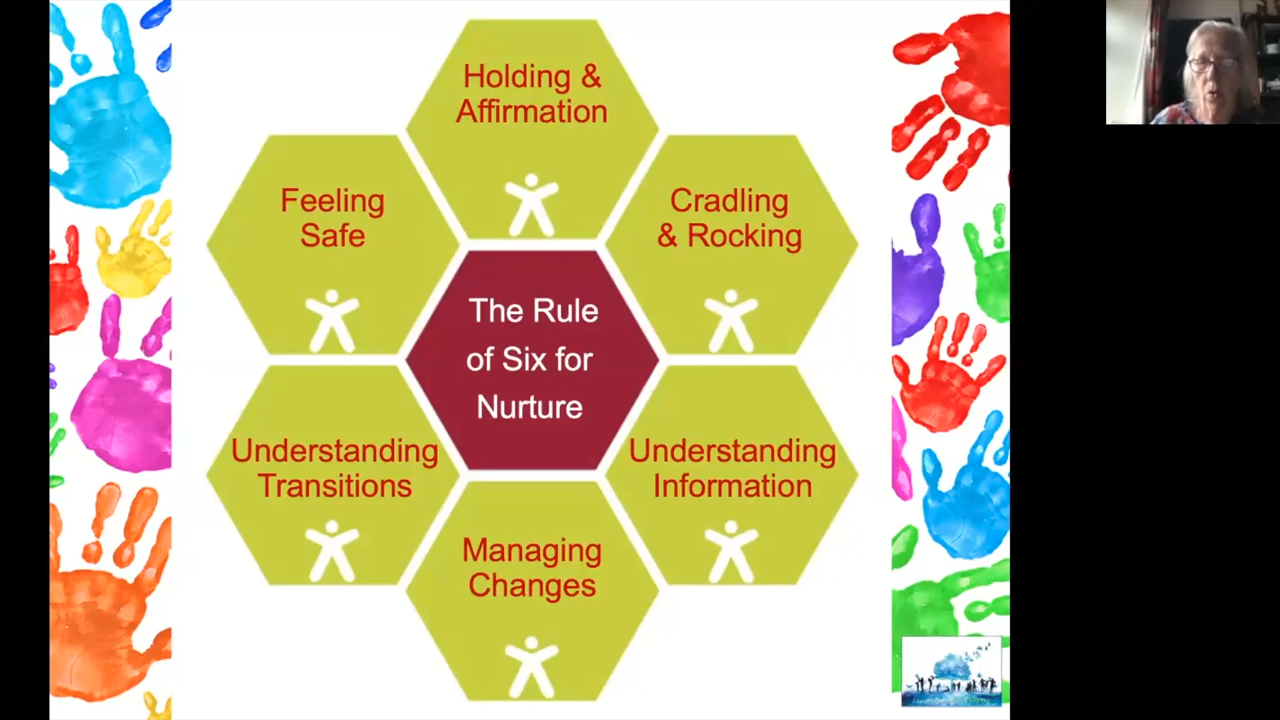 Holding &
Affirmation
Feeling
Safe
Cradling
& Rocking
The Rule
of Six for
Nurture
Understanding
Transitions
Understanding
Information
Managing
Changes